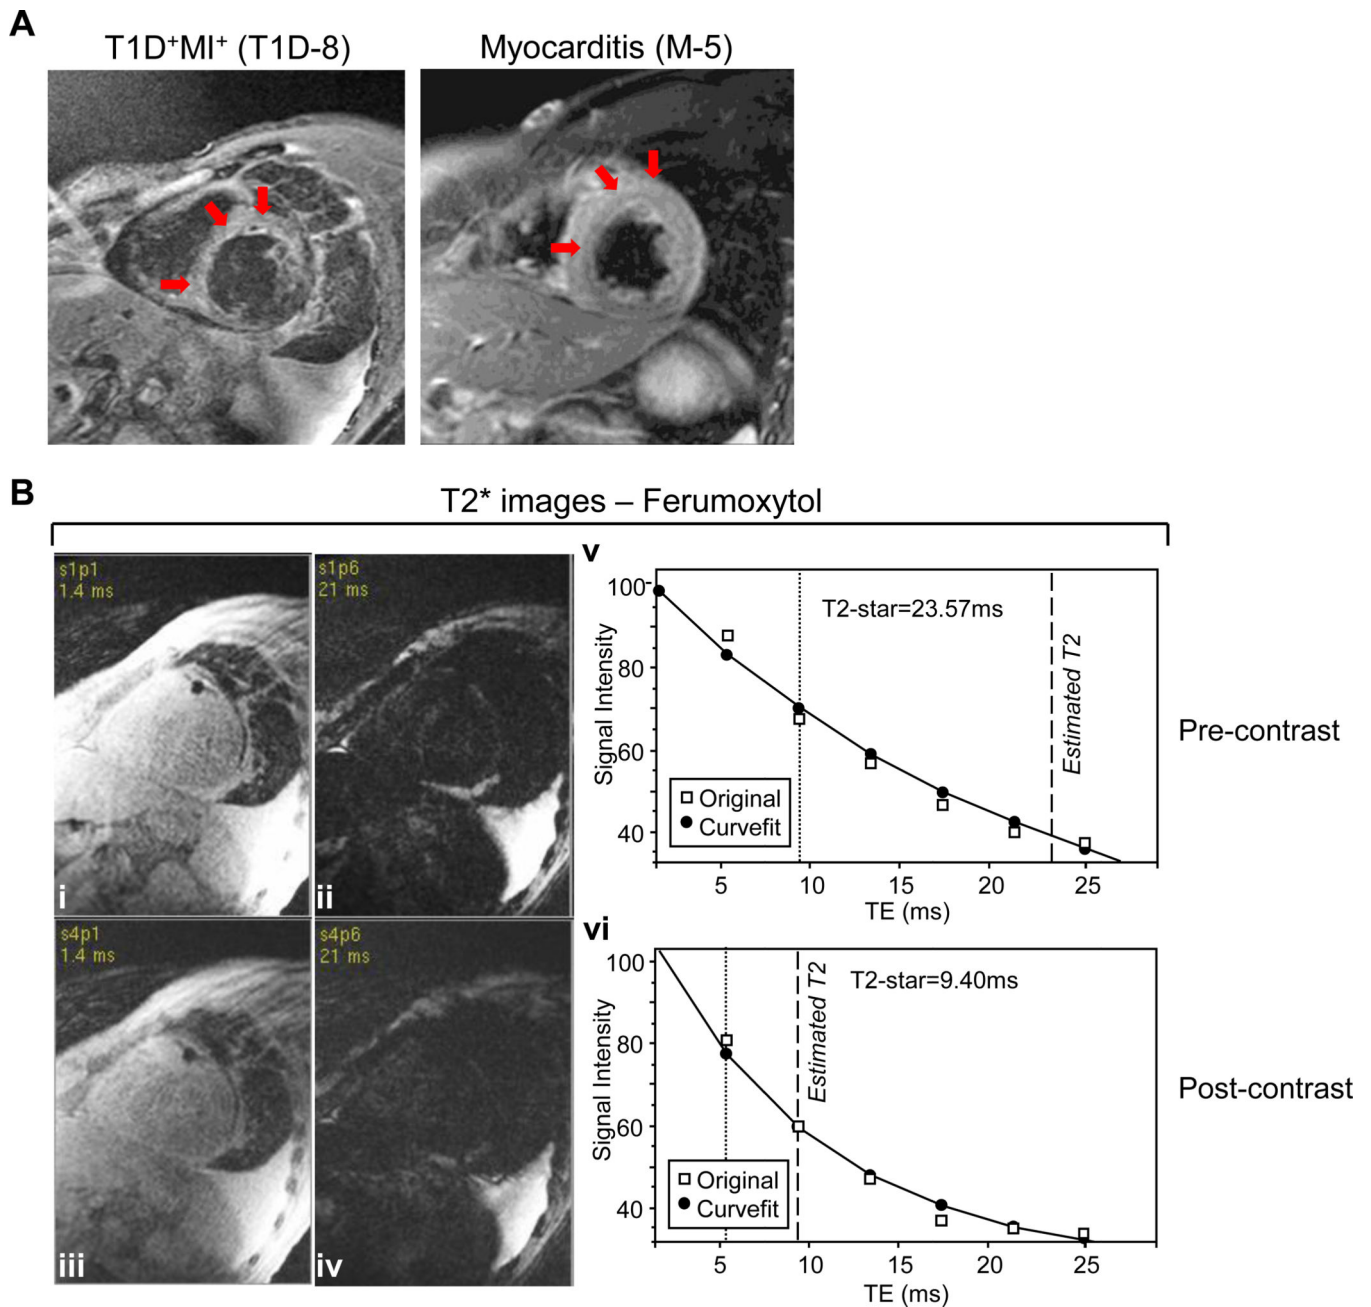 A
T1D⁺MI⁺ (T1D-8)
Myocarditis (M-5)
B
T2* images – Ferumoxytol
s1p1
1.4 ms
i
s1p6
21 ms
ii
s4p1
1.4 ms
iii
s4p6
21 ms
iv
v
100
80
60
40
Signal Intensity
T2-star=23.57ms
Estimated T2
Original
Curvefit
5 10 15 20 25
TE (ms)
Pre-contrast
vi
100
80
60
40
Signal Intensity
T2-star=9.40ms
Estimated T2
Original
Curvefit
5 10 15 20 25
TE (ms)
Post-contrast